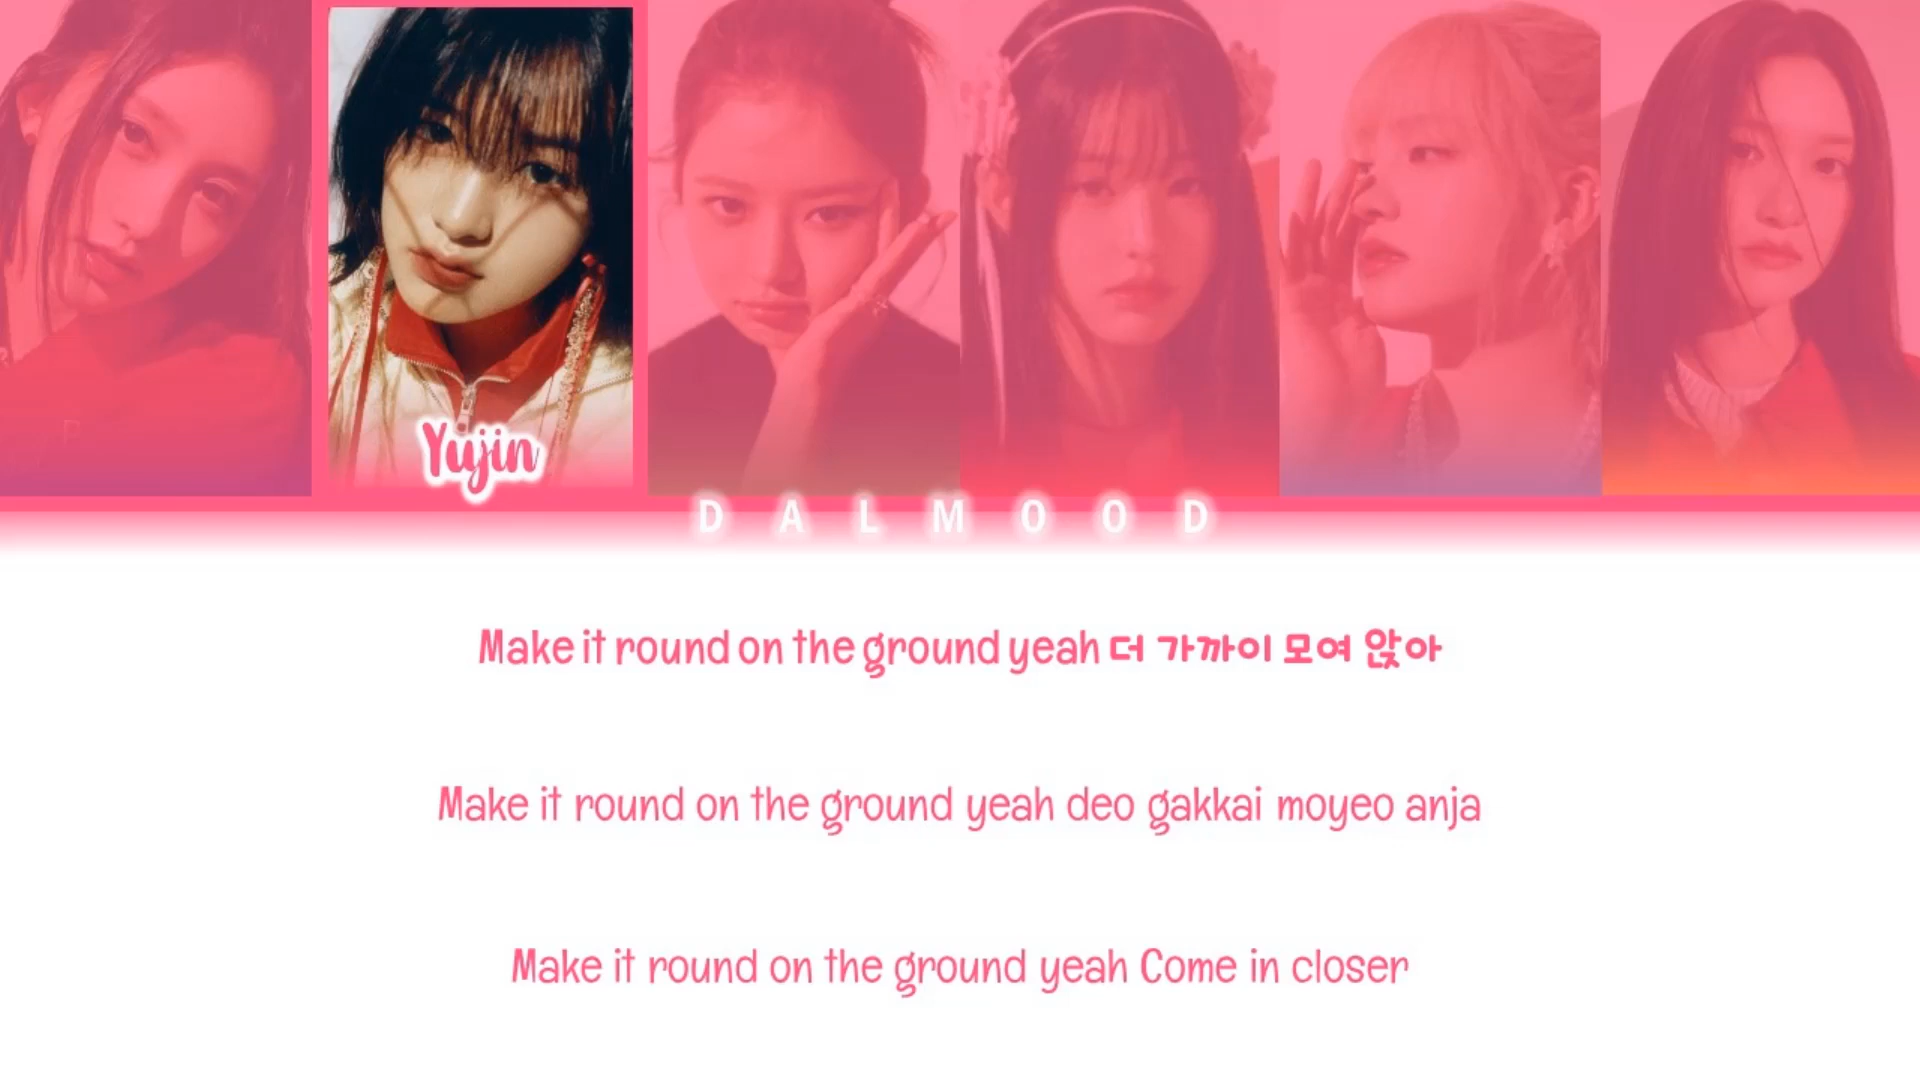 Yujin
DALMOOD
Make it round on the ground yeah 더 가까이 모여 앉아
Make it round on the ground yeah deo gakkai moyeo anja
Make it round on the ground yeah Come in closer